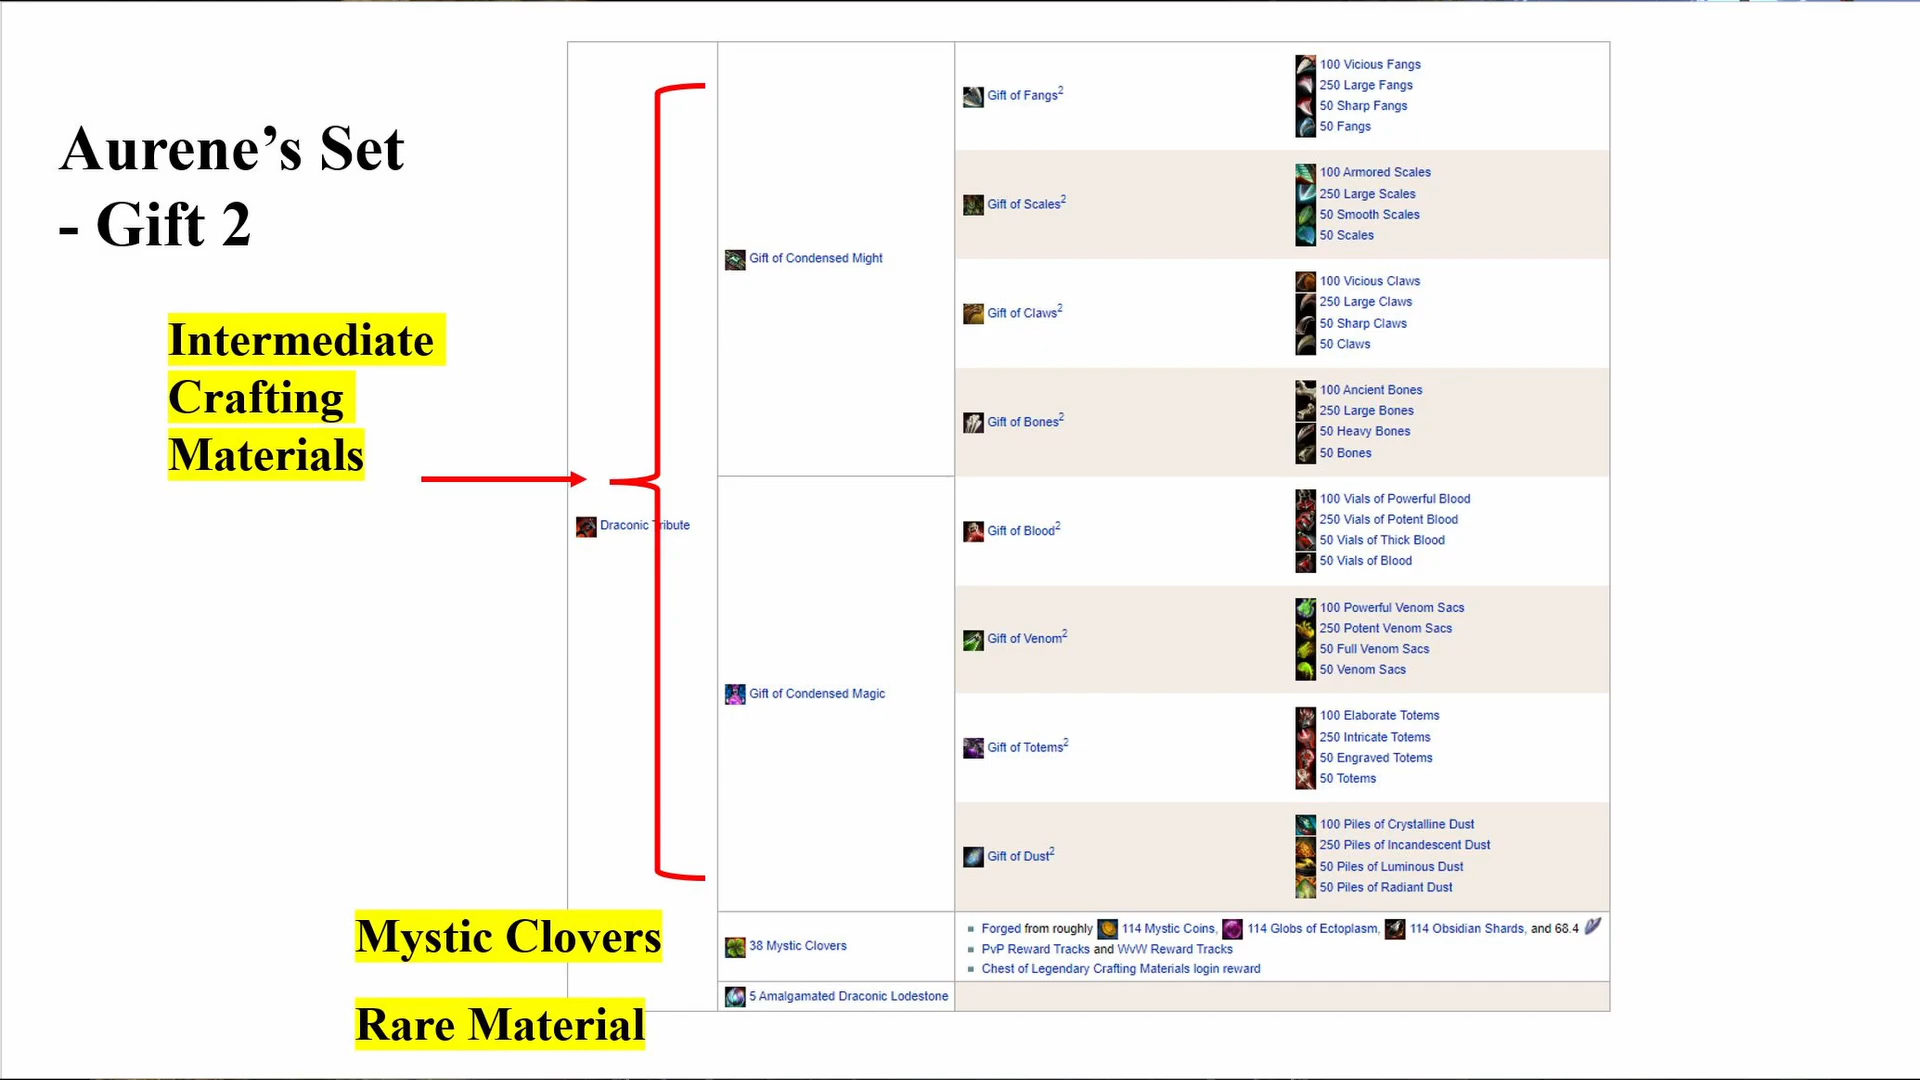 Aurene’s Set
- Gift 2
Intermediate
Crafting
Materials
Draconic Tribute
Gift of Condensed Might
Gift of Fangs2
100 Vicious Fangs
250 Large Fangs
50 Sharp Fangs
50 Fangs
Gift of Scales2
100 Armored Scales
250 Large Scales
50 Smooth Scales
50 Scales
Gift of Claws2
100 Vicious Claws
250 Large Claws
50 Sharp Claws
50 Claws
Gift of Bones2
100 Ancient Bones
250 Large Bones
50 Heavy Bones
50 Bones
Gift of Condensed Magic
Gift of Blood2
100 Vials of Powerful Blood
250 Vials of Potent Blood
50 Vials of Thick Blood
50 Vials of Blood
Gift of Venom2
100 Powerful Venom Sacs
250 Potent Venom Sacs
50 Full Venom Sacs
50 Venom Sacs
Gift of Totems2
100 Elaborate Totems
250 Intricate Totems
50 Engraved Totems
50 Totems
Gift of Dust2
100 Piles of Crystalline Dust
250 Piles of Incandescent Dust
50 Piles of Luminous Dust
50 Piles of Radiant Dust
Mystic Clovers
38 Mystic Clovers
Forged from roughly 114 Mystic Coins, 114 Globs of Ectoplasm, 114 Obsidian Shards, and 68.4
PvP Reward Tracks and WvW Reward Tracks
Chest of Legendary Crafting Materials login reward
Rare Material
5 Amalgamated Draconic Lodestone